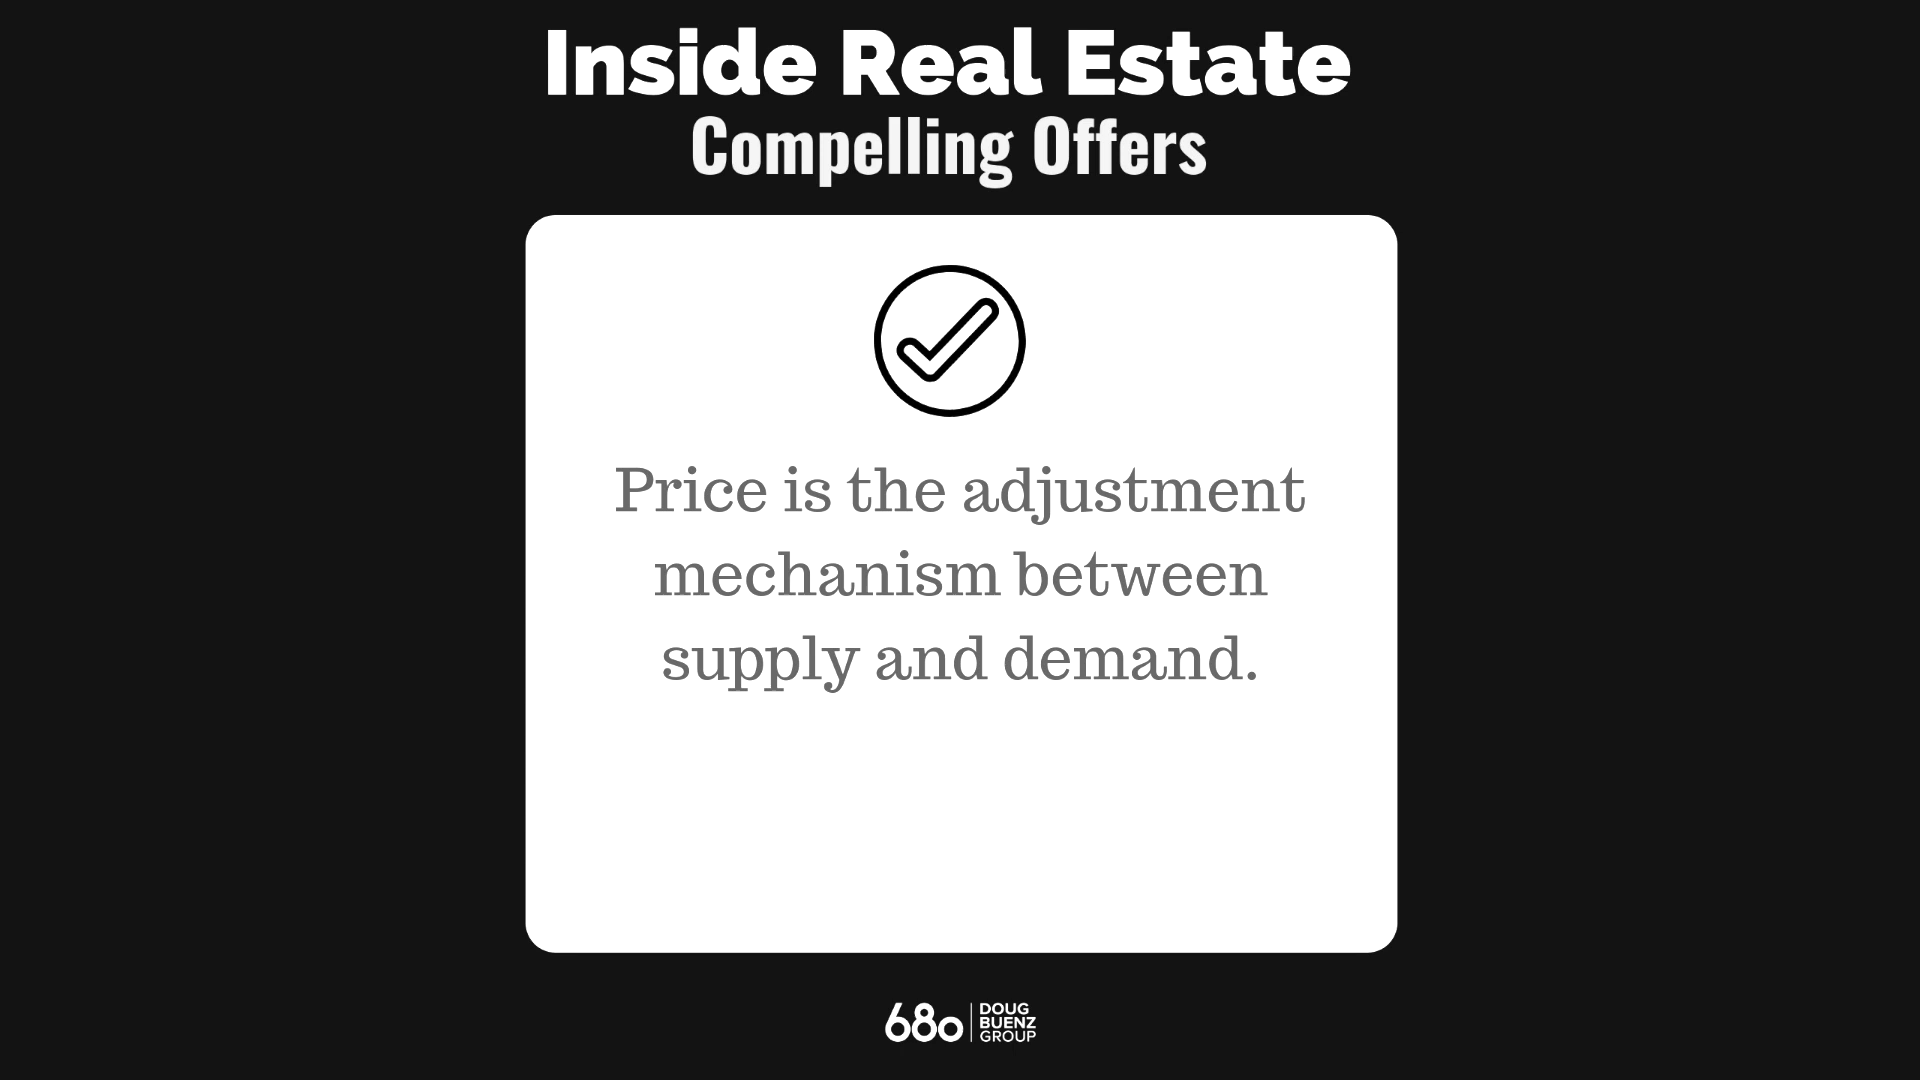 Inside Real Estate
Compelling Offers
Price is the adjustment
mechanism between
supply and demand.
680
DOUG
BUENZ
GROUP